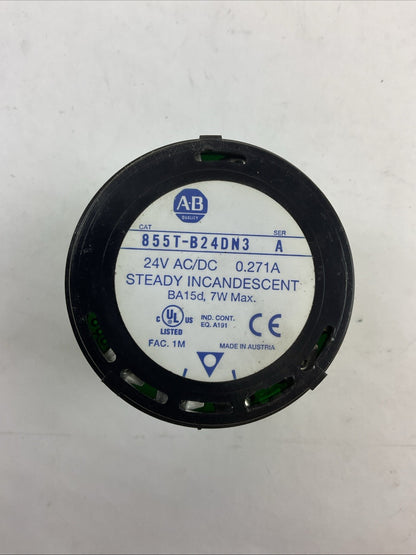 A-B
QUALITY
CAT SER
855T-B24DN3 A
24V AC/DC 0.271A
STEADY INCANDESCENT
BA15d, 7W Max.
C UL US
LISTED
IND. CONT.
EQ. A191
CE
FAC. 1M
MADE IN AUSTRIA